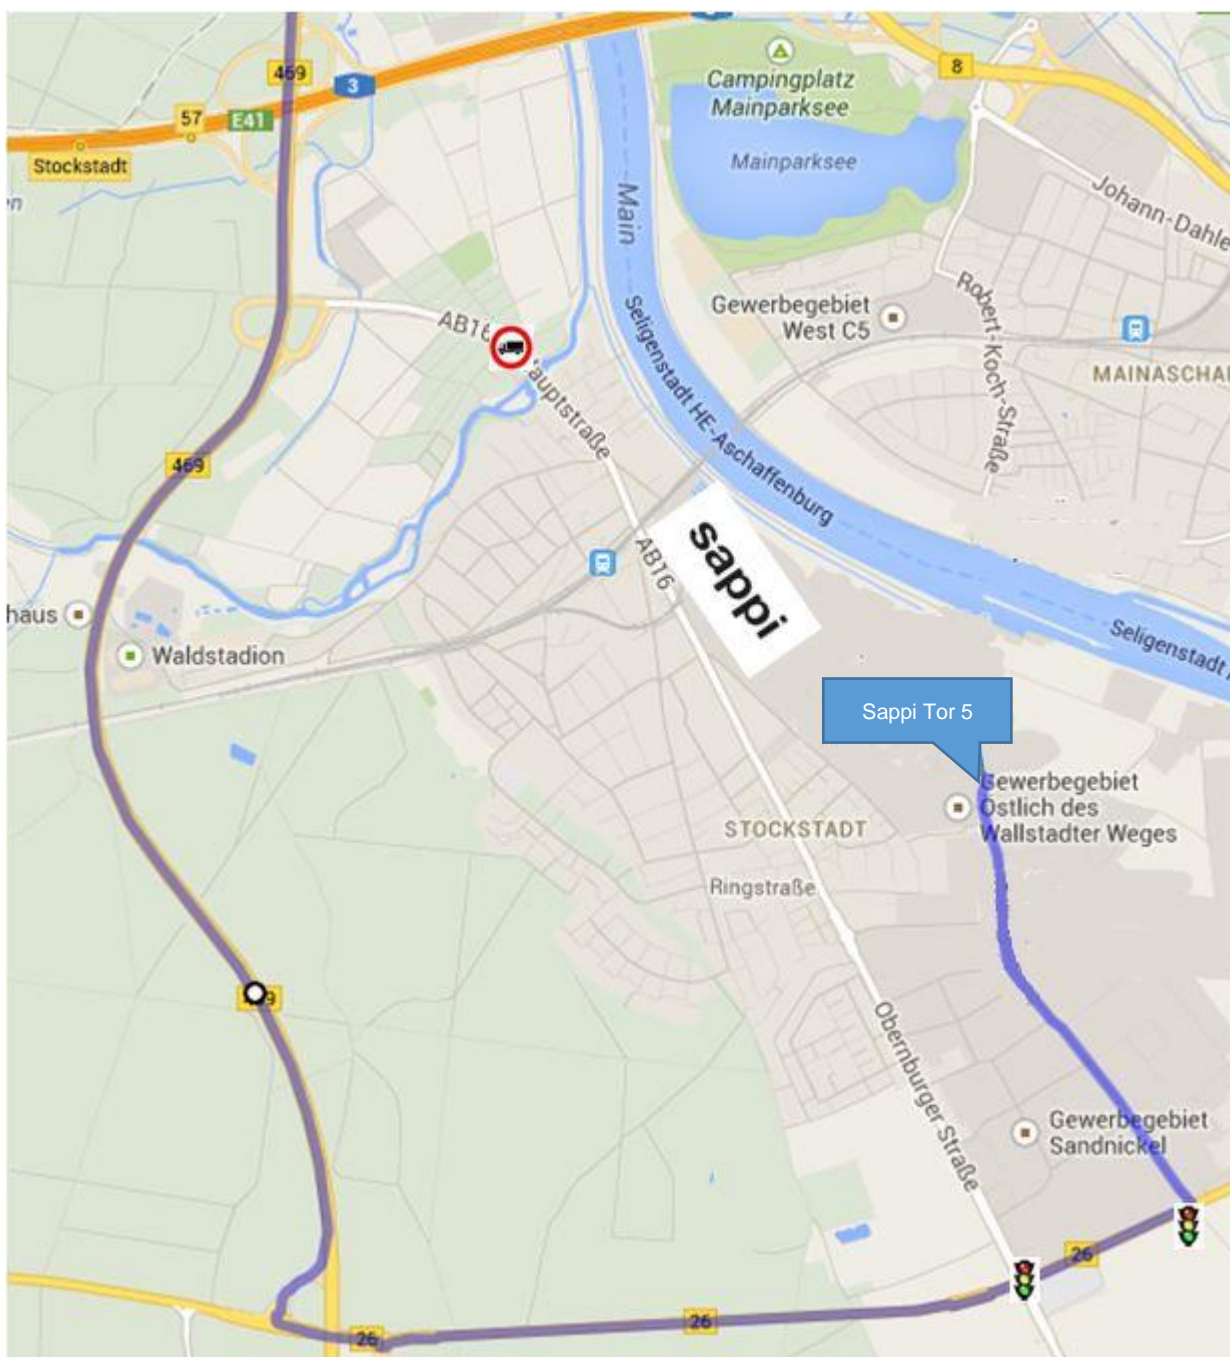 469
3
57
E41
Stockstadt
8
Campingplatz
Mainparksee
Mainparksee
Main
Johann-Dahle
Robert-Koch-Straße
Gewerbegebiet
West C5
MAINASCHA
AB16
Hauptstraße
Seligenstadt HE-Aschaffenburg
469
AB16
sappi
haus
Waldstadion
Seligenstadt
Sappi Tor 5
Gewerbegebiet
Östlich des
Wallstadter Weges
STOCKSTADT
Ringstraße
Obernburger Straße
Gewerbegebiet
Sandnickel
26
26
26